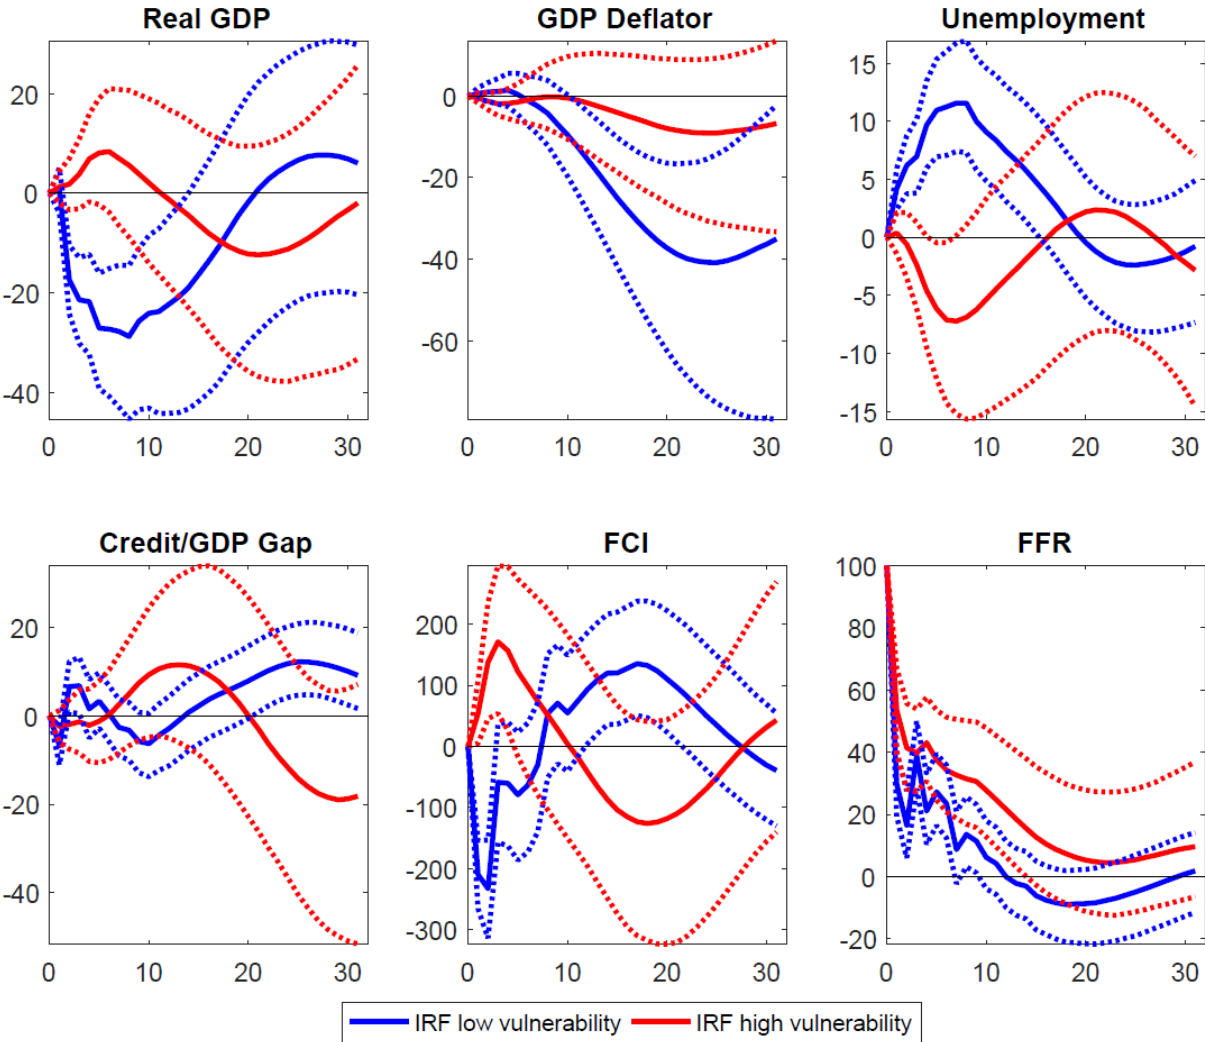 Real GDP
20
0
-20
-40
0 10 20 30
GDP Deflator
0
-20
-40
-60
0 10 20 30
Unemployment
15
10
5
0
-5
-10
-15
0 10 20 30
Credit/GDP Gap
20
0
-20
-40
0 10 20 30
FCI
200
100
0
-100
-200
-300
0 10 20 30
FFR
100
80
60
40
20
0
-20
0 10 20 30
IRF low vulnerability IRF high vulnerability